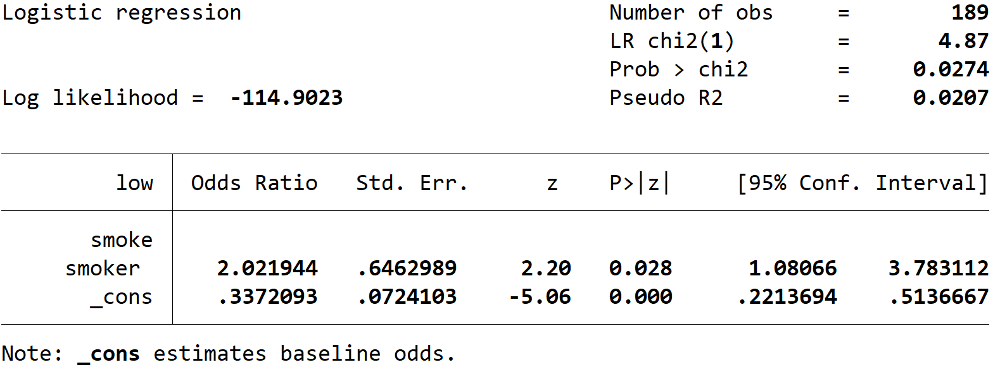 Logistic regression                             Number of obs     =        189
                                                LR chi2(1)        =       4.87
                                                Prob > chi2       =     0.0274
Log likelihood =  -114.9023                     Pseudo R2         =     0.0207
low   Odds Ratio   Std. Err.      z    P>|z|     [95% Conf. Interval]
smoke
smoker   2.021944   .6462989     2.20   0.028      1.08066    3.783112
_cons   .3372093   .0724103    -5.06   0.000     .2213694    .5136667
Note: _cons estimates baseline odds.